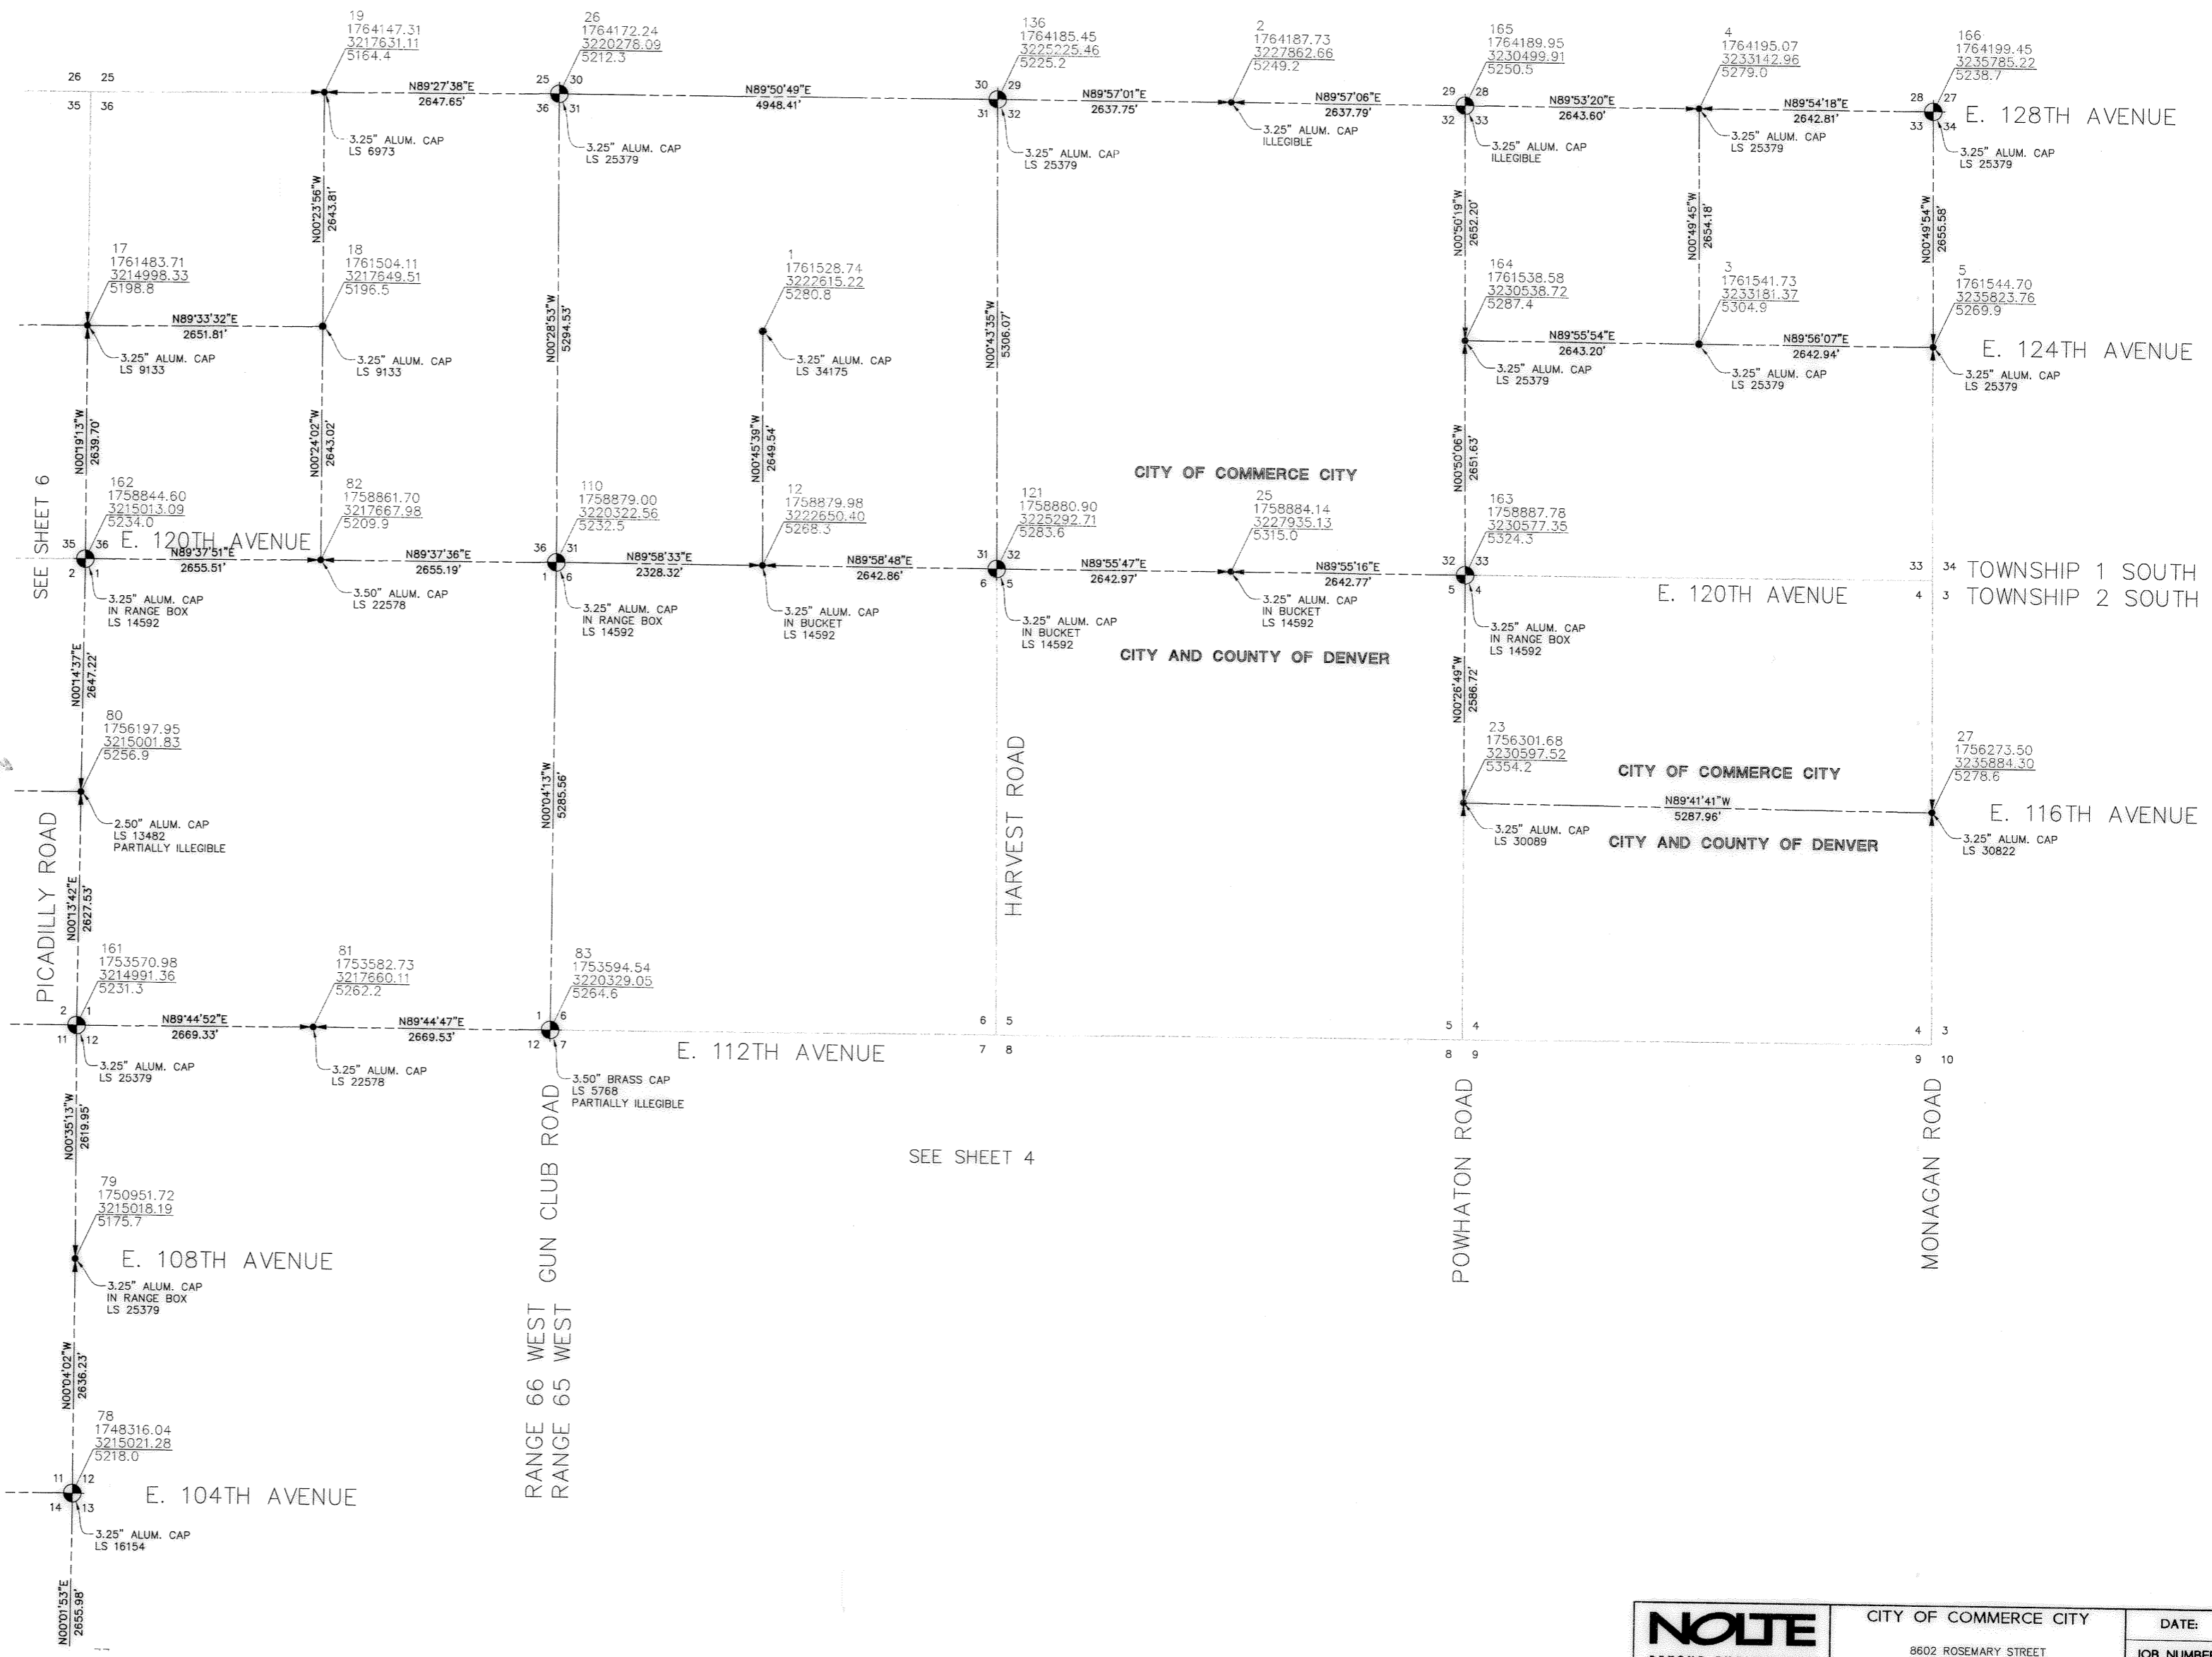 19
1764147.31
3217631.11
5164.4
26
1764172.24
3220278.09
5212.3
136
1764185.45
3225225.46
5225.2
2
1764187.73
3227862.66
5249.2
165
1764189.95
3230499.91
5250.5
4
1764195.07
3233142.96
5279.0
166
1764199.45
3235785.22
5238.7
26 25
35 36
N89°27'38"E
2647.65'
25 30
36 31
N89°50'49"E
4948.41'
30 29
31 32
N89°57'01"E
2637.75'
N89°57'06"E
2637.79'
29 28
32 33
N89°53'20"E
2643.60'
N89°54'18"E
2642.81'
28 27
33 34
E. 128TH AVENUE
3.25" ALUM. CAP
LS 6973
3.25" ALUM. CAP
LS 25379
3.25" ALUM. CAP
LS 25379
3.25" ALUM. CAP
ILLEGIBLE
3.25" ALUM. CAP
ILLEGIBLE
3.25" ALUM. CAP
LS 25379
3.25" ALUM. CAP
LS 25379
N00°23'56"W
2643.81'
N00°50'19"W
2652.20'
N00°49'45"W
2654.18'
N00°49'54"W
2655.58'
17
1761483.71
3214998.33
5198.8
18
1761504.11
3217649.51
5196.5
1
1761528.74
3222615.22
5280.8
164
1761538.58
3230538.72
5287.4
3
1761541.73
3233181.37
5304.9
5
1761544.70
3235823.76
5269.9
N89°33'32"E
2651.81'
N00°28'53"W
5294.53'
N00°43'35"W
5306.07'
N89°55'54"E
2643.20'
N89°56'07"E
2642.94'
E. 124TH AVENUE
3.25" ALUM. CAP
LS 9133
3.25" ALUM. CAP
LS 9133
3.25" ALUM. CAP
LS 34175
3.25" ALUM. CAP
LS 25379
3.25" ALUM. CAP
LS 25379
3.25" ALUM. CAP
LS 25379
N00°19'13"W
2639.70'
N00°24'02"W
2643.02'
N00°45'39"W
2649.54'
N00°50'06"W
2651.63'
CITY OF COMMERCE CITY
SEE SHEET 6
162
1758844.60
3215013.09
5234.0
82
1758861.70
3217667.98
5209.9
110
1758879.00
3220322.56
5232.5
12
1758879.98
3222650.40
5268.3
121
1758880.90
3225292.71
5283.6
25
1758884.14
3227935.13
5315.0
163
1758887.78
3230577.35
5324.3
35 36
2 1
E. 120TH AVENUE
N89°37'51"E
2655.51'
N89°37'36"E
2655.19'
36 31
1 6
N89°58'33"E
2328.32'
N89°58'48"E
2642.86'
31 32
6 5
N89°55'47"E
2642.97'
N89°55'16"E
2642.77'
32 33
5 4
E. 120TH AVENUE
33 34 TOWNSHIP 1 SOUTH
4 3 TOWNSHIP 2 SOUTH
3.25" ALUM. CAP
IN RANGE BOX
LS 14592
3.50" ALUM. CAP
LS 22578
3.25" ALUM. CAP
IN RANGE BOX
LS 14592
3.25" ALUM. CAP
IN BUCKET
LS 14592
3.25" ALUM. CAP
IN BUCKET
LS 14592
3.25" ALUM. CAP
IN BUCKET
LS 14592
3.25" ALUM. CAP
IN RANGE BOX
LS 14592
CITY AND COUNTY OF DENVER
N00°14'37"E
2647.22'
N00°26'49"W
2586.72'
80
1756197.95
3215001.83
5256.9
23
1756301.68
3230597.52
5354.2
27
1756273.50
3235884.30
5278.6
CITY OF COMMERCE CITY
N89°41'41"W
5287.96'
CITY AND COUNTY OF DENVER
E. 116TH AVENUE
2.50" ALUM. CAP
LS 13482
PARTIALLY ILLEGIBLE
3.25" ALUM. CAP
LS 30089
3.25" ALUM. CAP
LS 30822
N00°04'13"W
5285.56'
HARVEST ROAD
PICADILLY ROAD
N00°13'42"E
2627.53'
161
1753570.98
3214991.36
5231.3
81
1753582.73
3217660.11
5262.2
83
1753594.54
3220329.05
5264.6
2 1
11 12
N89°44'52"E
2669.33'
N89°44'47"E
2669.53'
1 6
12 7
E. 112TH AVENUE
6 5
7 8
5 4
8 9
4 3
9 10
3.25" ALUM. CAP
LS 25379
3.25" ALUM. CAP
LS 22578
3.50" BRASS CAP
LS 5768
PARTIALLY ILLEGIBLE
N00°35'13"W
2619.95'
GUN CLUB ROAD
SEE SHEET 4
POWHATON ROAD
MONAGAN ROAD
79
1750951.72
3215018.19
5175.7
E. 108TH AVENUE
3.25" ALUM. CAP
IN RANGE BOX
LS 25379
N00°04'02"W
2636.23'
RANGE 66 WEST
RANGE 65 WEST
78
1748316.04
3215021.28
5218.0
11 12
14 13
E. 104TH AVENUE
3.25" ALUM. CAP
LS 16154
N00°01'53"E
2655.98'
NOLTE
CITY OF COMMERCE CITY
8602 ROSEMARY STREET
DATE:
JOB NUMBER